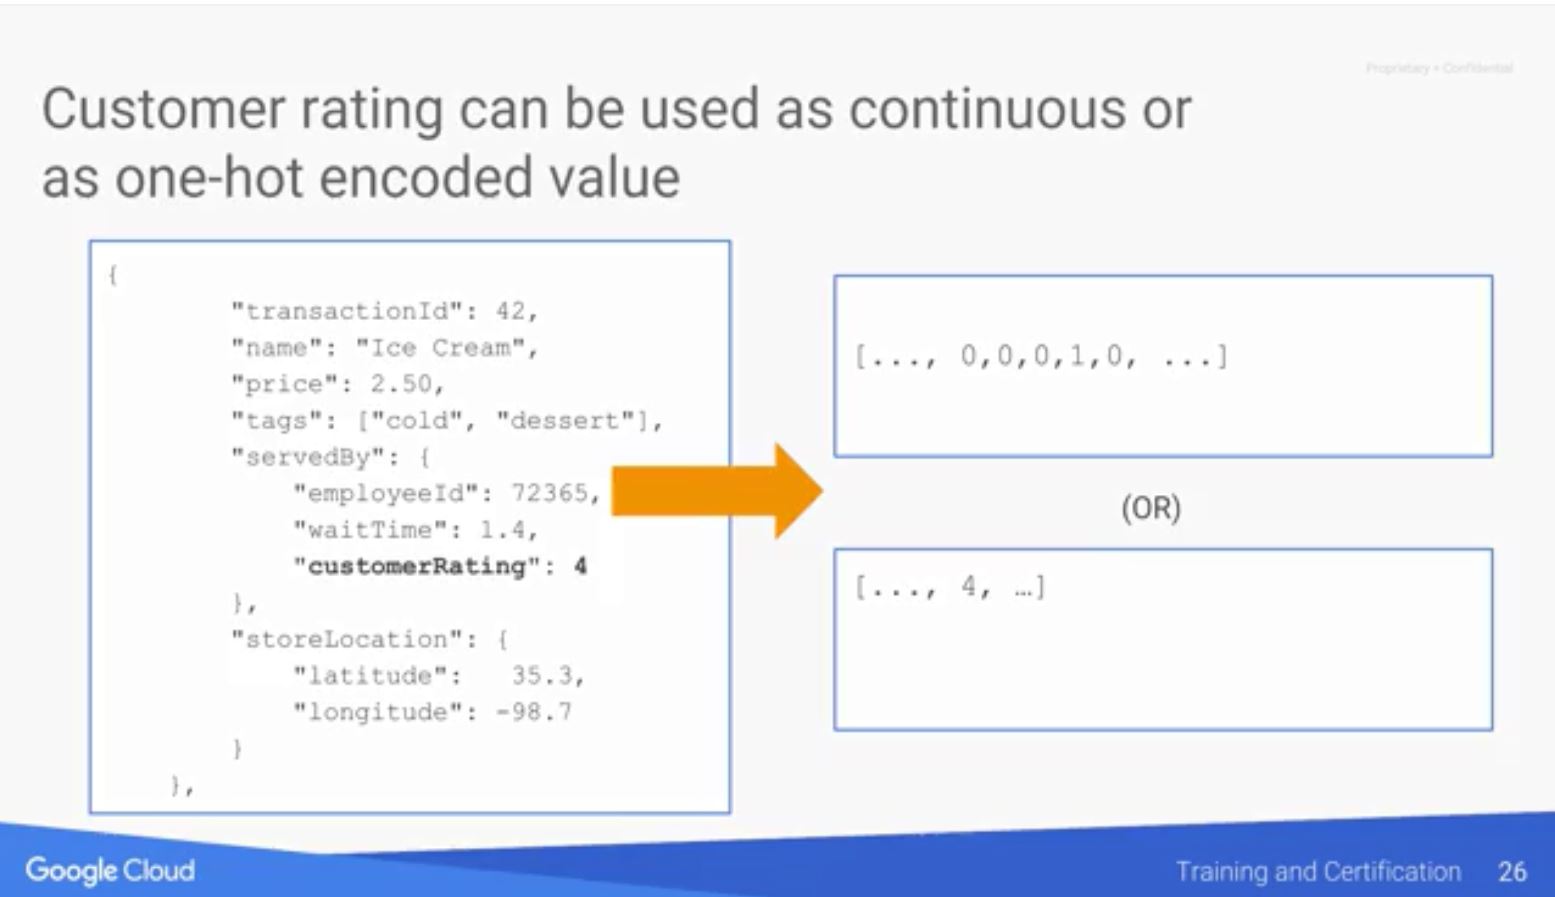 Proprietary + Confidential
Customer rating can be used as continuous or
as one-hot encoded value
{
"transactionId": 42,
"name": "Ice Cream",
"price": 2.50,
"tags": ["cold", "dessert"],
"servedBy": {
"employeeId": 72365,
"waitTime": 1.4,
"customerRating": 4
},
"storeLocation": {
"latitude":   35.3,
"longitude": -98.7
}
},
[..., 0,0,0,1,0, ...]
(OR)
[..., 4, …]
Google Cloud
Training and Certification 26